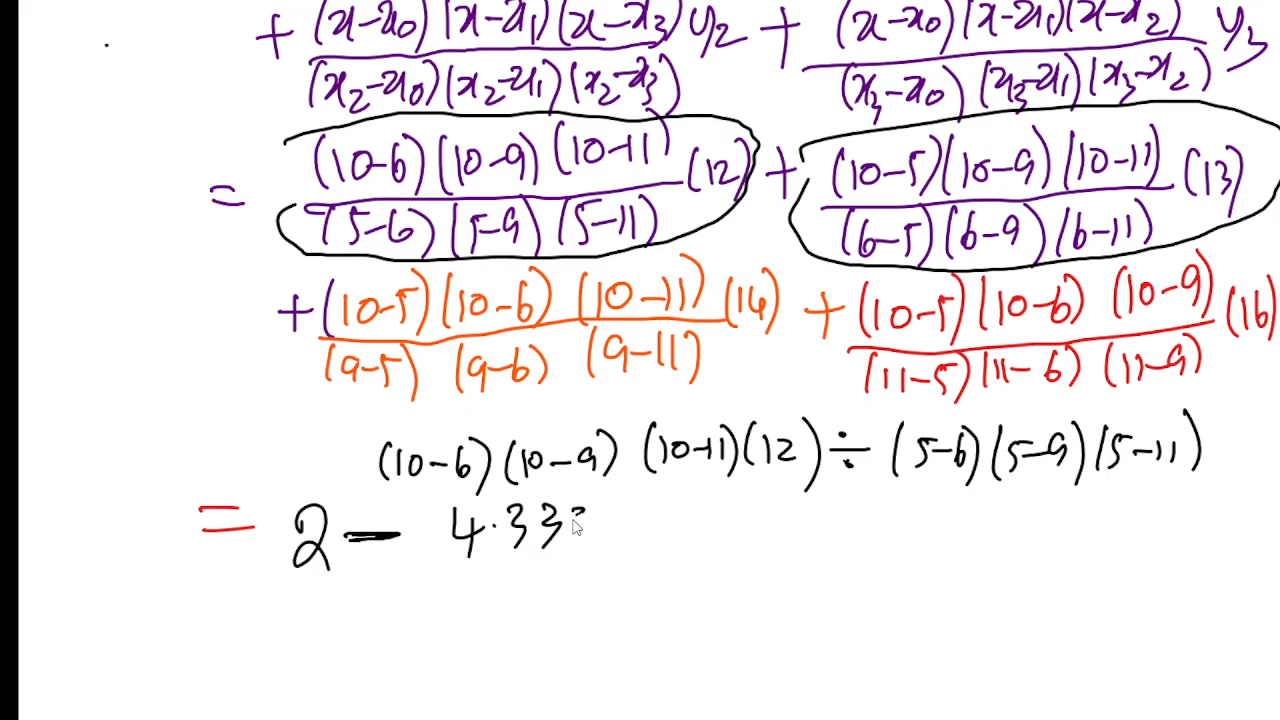 + (x-x0)(x-x1)(x-x3) y2 + (x-x0)(x-x1)(x-x2) y3
(x2-x0)(x2-x1)(x2-x3) (x3-x0)(x3-x1)(x3-x2)
= (10-6)(10-9)(10-11) (12) + (10-5)(10-9)(10-11) (13)
(5-6)(5-9)(5-11) (6-5)(6-9)(6-11)
+ (10-5)(10-6)(10-11) (14) + (10-5)(10-6)(10-9) (16)
(9-5)(9-6)(9-11) (11-5)(11-6)(11-9)
(10-6)(10-9)(10-11)(12) ÷ (5-6)(5-9)(5-11)
= 2 - 4.33